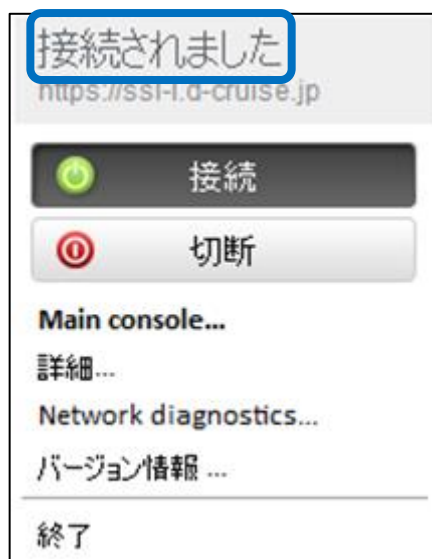 接続されました
https://ssl-l.d-cruise.jp
接続
切断
Main console...
詳細...
Network diagnostics...
バージョン情報 ...
終了